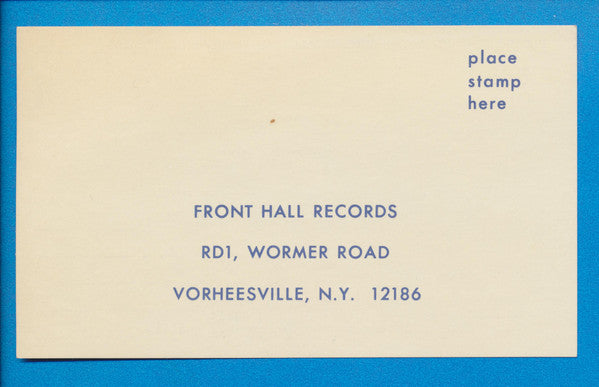 place
stamp
here
FRONT HALL RECORDS
RD1, WORMER ROAD
VORHEESVILLE, N.Y. 12186